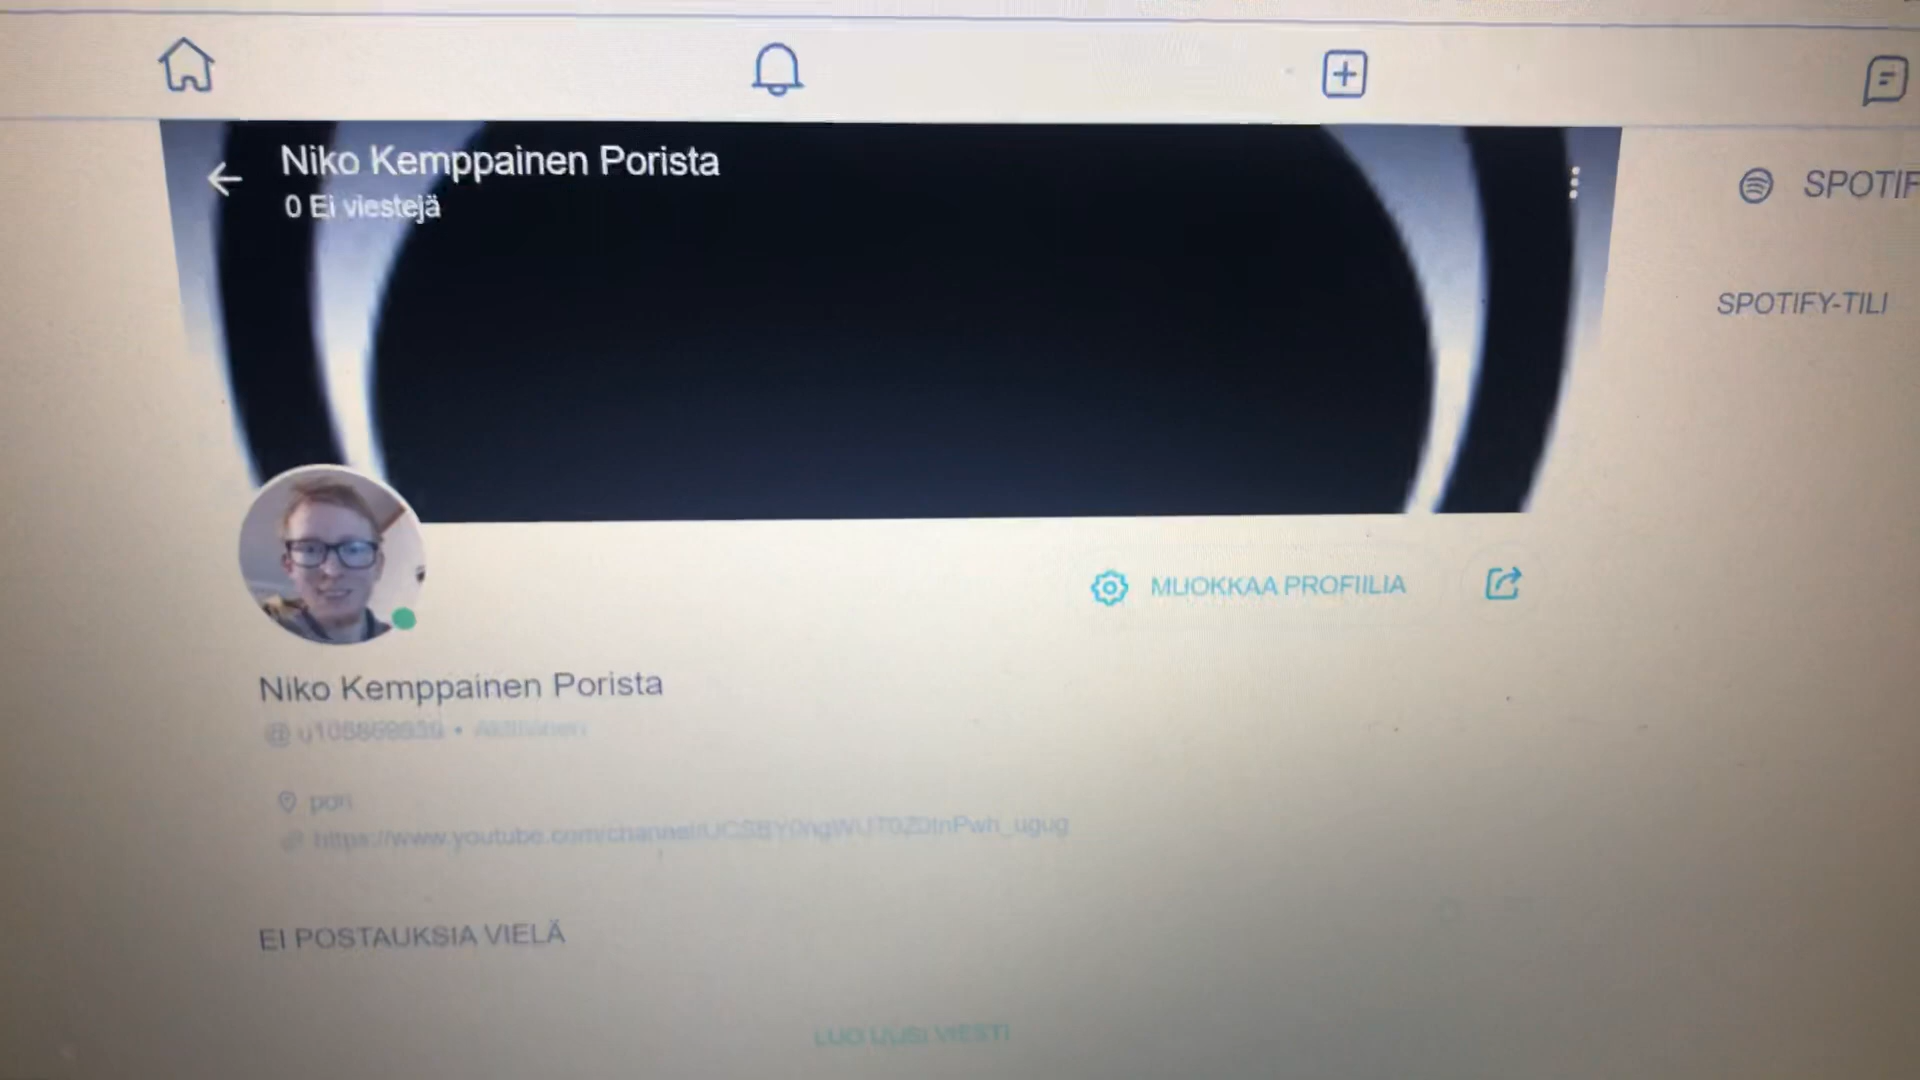 Niko Kemppainen Porista
0 Ei viestejä
SPOTIF
SPOTIFY-TILI
MUOKKAA PROFIILIA
Niko Kemppainen Porista
pori
EI POSTAUKSIA VIELÄ
LUO UUSI VIESTI